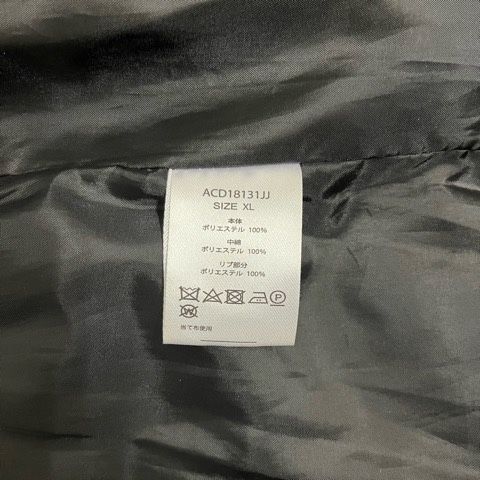 ACD18131JJ
SIZE XL
本体
ポリエステル 100%
中綿
ポリエステル 100%
リブ部分
ポリエステル 100%
P
W
当て布使用